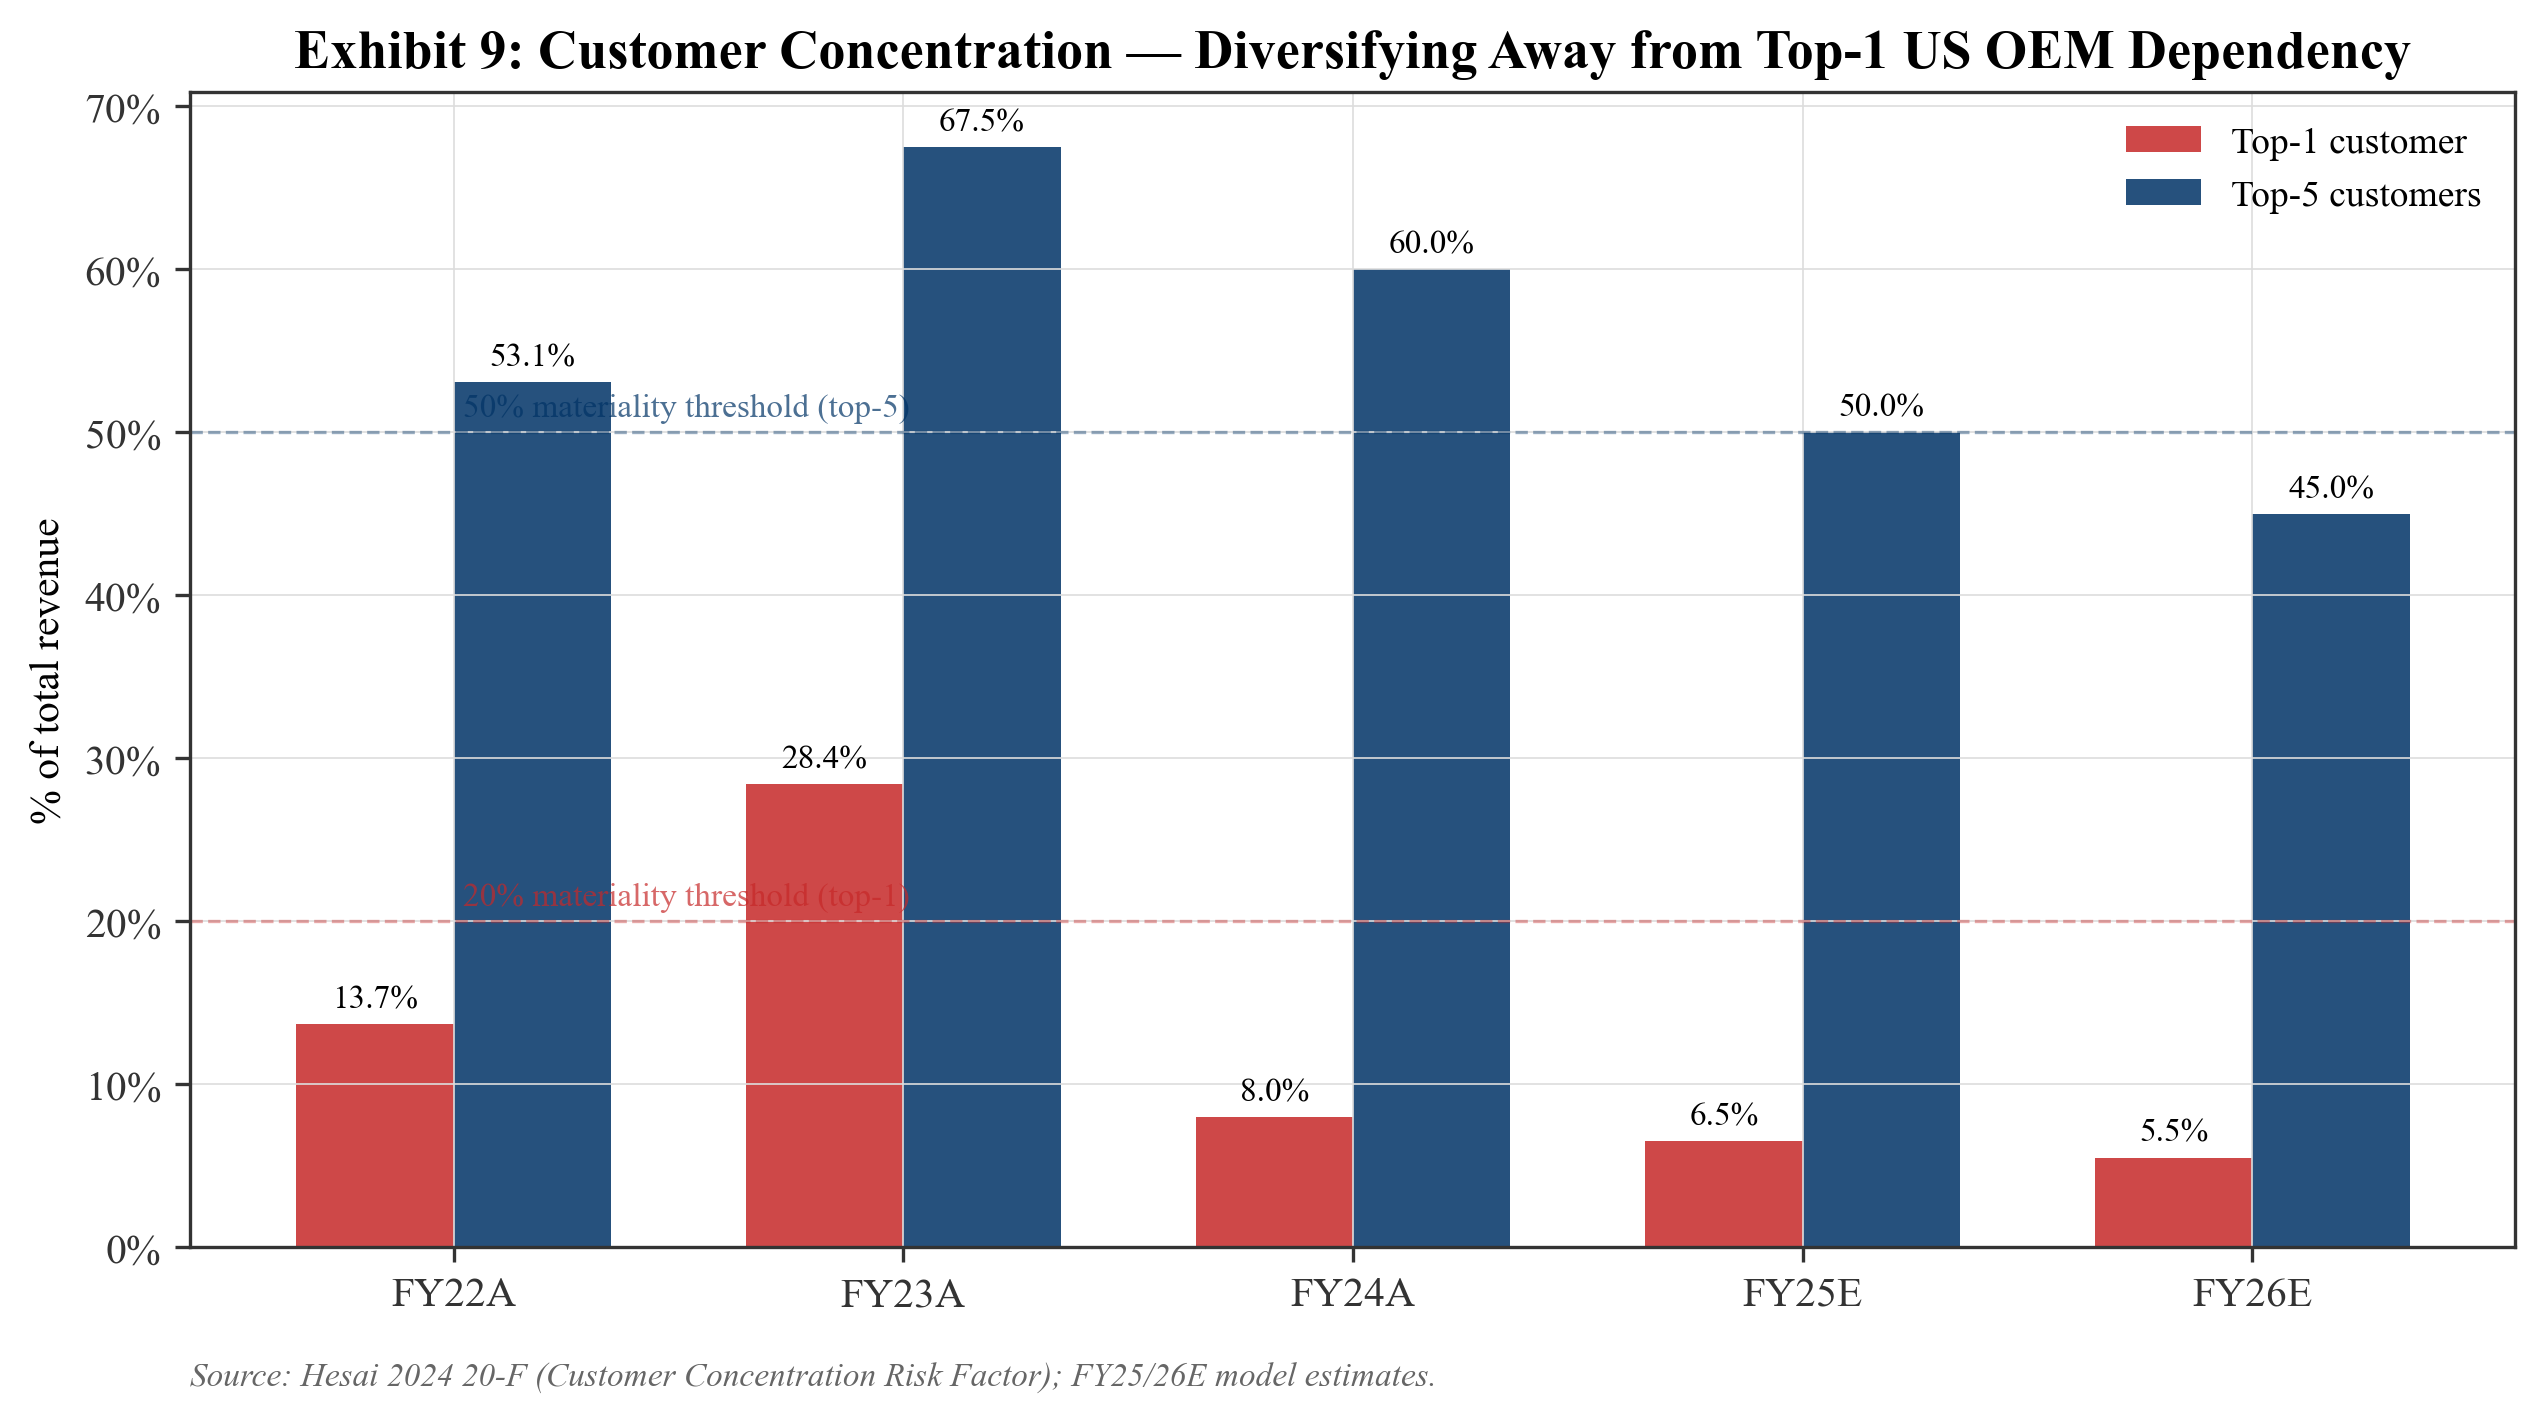 Exhibit 9: Customer Concentration — Diversifying Away from Top-1 US OEM Dependency
% of total revenue
70%
60%
50%
40%
30%
20%
10%
0%
Top-1 customer
Top-5 customers
67.5%
60.0%
53.1%
50% materiality threshold (top-5)
50.0%
45.0%
28.4%
20% materiality threshold (top-1)
13.7%
8.0%
6.5%
5.5%
FY22A
FY23A
FY24A
FY25E
FY26E
Source: Hesai 2024 20-F (Customer Concentration Risk Factor); FY25/26E model estimates.